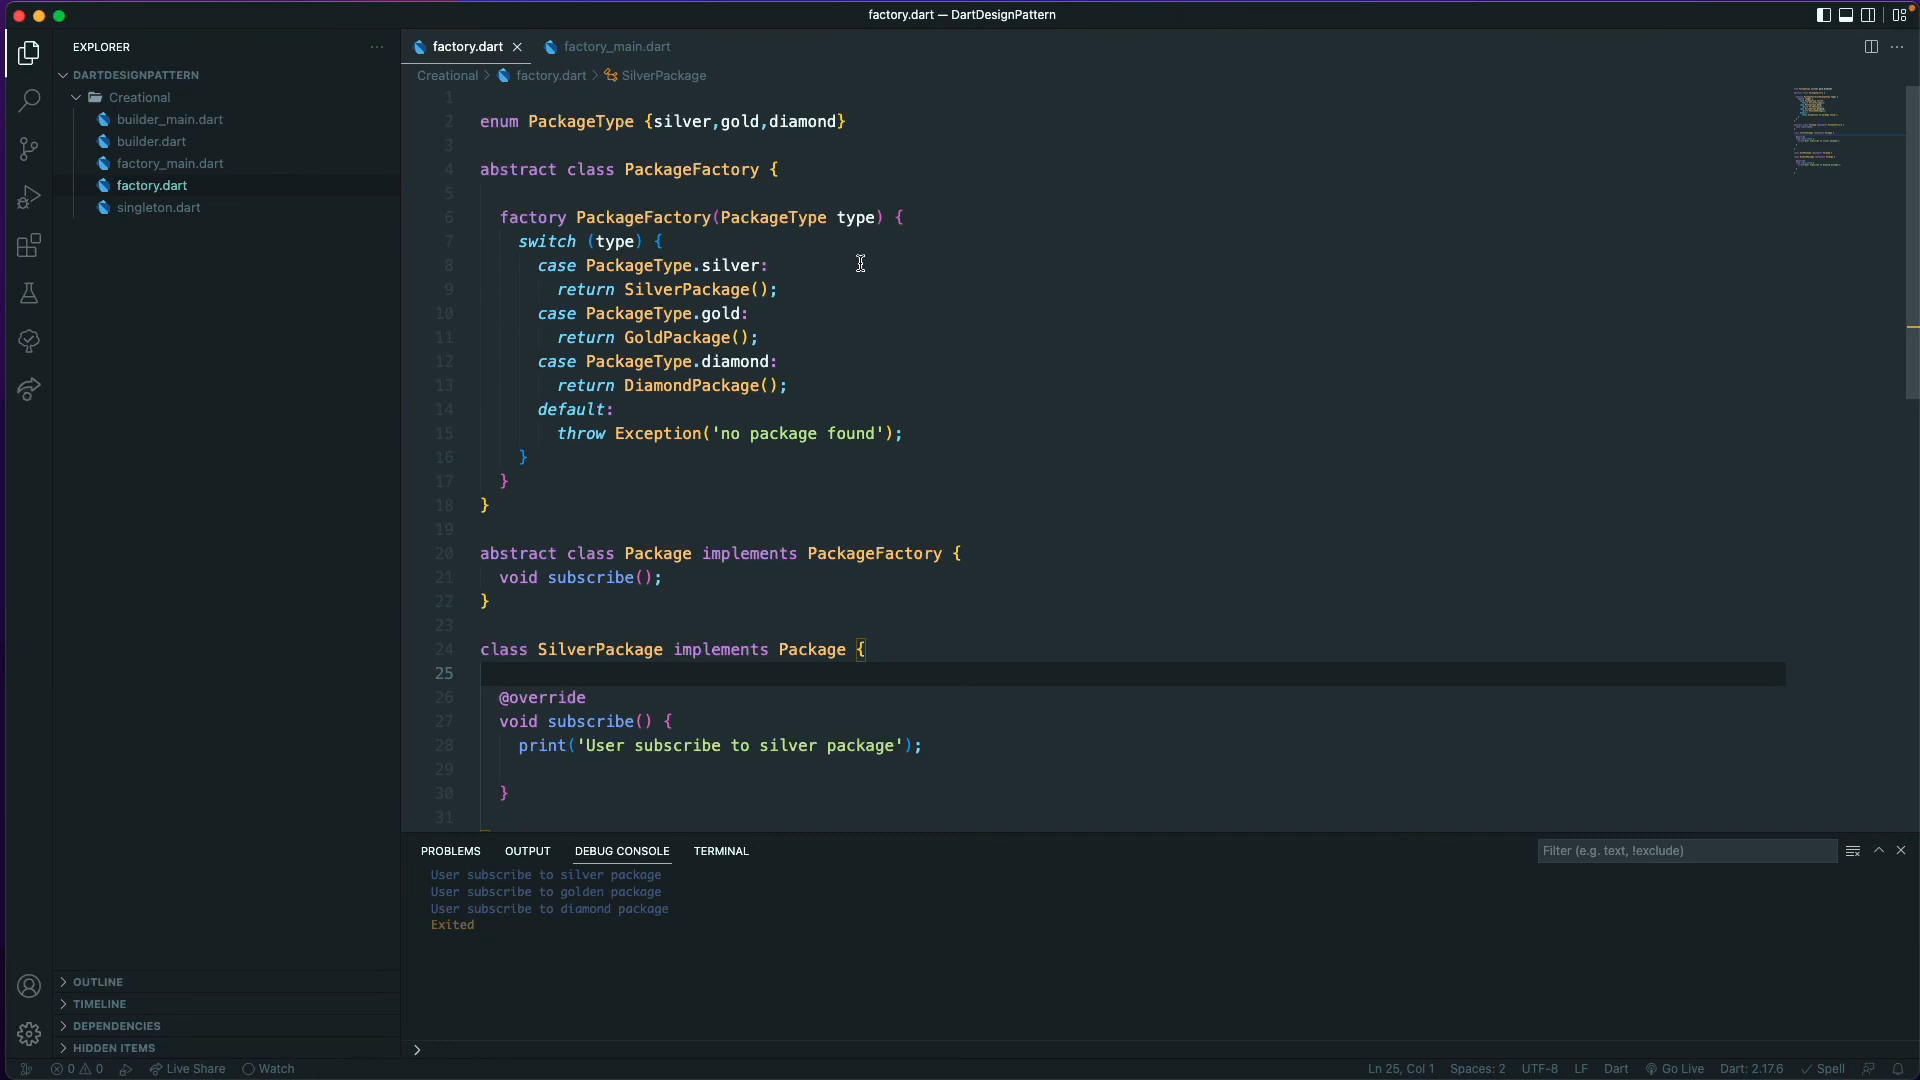 factory.dart — DartDesignPattern
EXPLORER
DARTDESIGNPATTERN
Creational
builder_main.dart
builder.dart
factory_main.dart
factory.dart
singleton.dart
OUTLINE
TIMELINE
DEPENDENCIES
HIDDEN ITEMS
factory.dart
factory_main.dart
Creational > factory.dart > SilverPackage
1
2 enum PackageType {silver,gold,diamond}
3
4 abstract class PackageFactory {
5
6 factory PackageFactory(PackageType type) {
7 switch (type) {
8 case PackageType.silver:
9 return SilverPackage();
10 case PackageType.gold:
11 return GoldPackage();
12 case PackageType.diamond:
13 return DiamondPackage();
14 default:
15 throw Exception('no package found');
16 }
17 }
18 }
19
20 abstract class Package implements PackageFactory {
21 void subscribe();
22 }
23
24 class SilverPackage implements Package {
25
26 @override
27 void subscribe() {
28 print('User subscribe to silver package');
29
30 }
31
PROBLEMS OUTPUT DEBUG CONSOLE TERMINAL
Filter (e.g. text, !exclude)
User subscribe to silver package
User subscribe to golden package
User subscribe to diamond package
Exited
>
0 0 Live Share Watch
Ln 25, Col 1 Spaces: 2 UTF-8 LF Dart Go Live Dart: 2.17.6 Spell